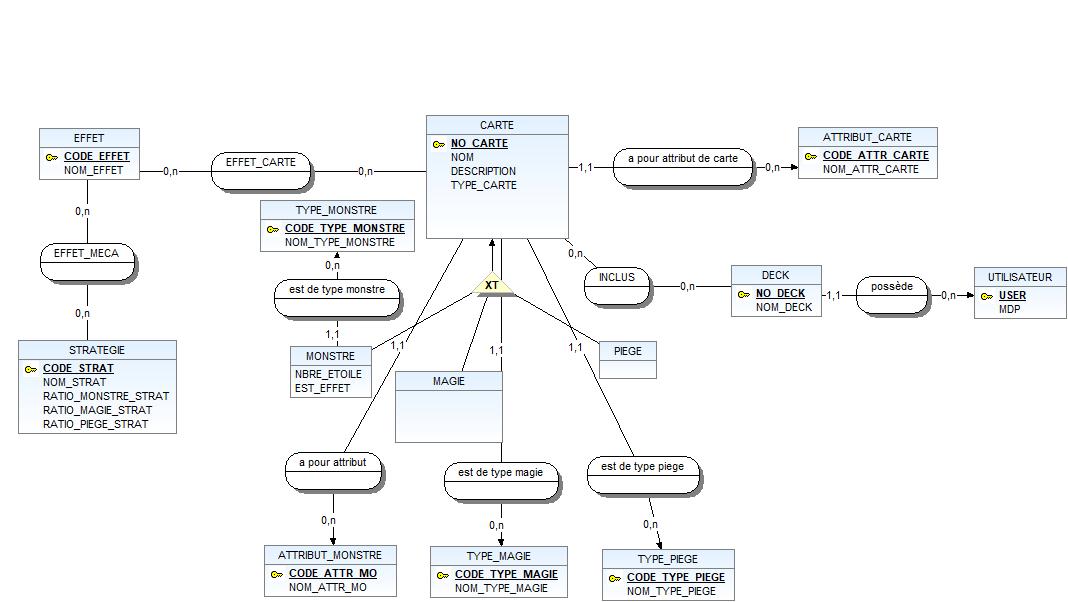 CARTE
NO_CARTE
NOM
DESCRIPTION
TYPE_CARTE
EFFET
CODE_EFFET
NOM_EFFET
0,n
EFFET_CARTE
0,n
1,1
a pour attribut de carte
0,n
ATTRIBUT_CARTE
CODE_ATTR_CARTE
NOM_ATTR_CARTE
TYPE_MONSTRE
CODE_TYPE_MONSTRE
NOM_TYPE_MONSTRE
0,n
EFFET_MECA
0,n
0,n
est de type monstre
1,1
XT
0,n
INCLUS
0,n
DECK
NO_DECK
NOM_DECK
1,1
possède
0,n
UTILISATEUR
USER
MDP
STRATEGIE
CODE_STRAT
NOM_STRAT
RATIO_MONSTRE_STRAT
RATIO_MAGIE_STRAT
RATIO_PIEGE_STRAT
MONSTRE
NBRE_ETOILE
EST_EFFET
1,1
1,1
1,1
MAGIE
PIEGE
a pour attribut
est de type magie
est de type piege
0,n
0,n
0,n
ATTRIBUT_MONSTRE
CODE_ATTR_MO
NOM_ATTR_MO
TYPE_MAGIE
CODE_TYPE_MAGIE
NOM_TYPE_MAGIE
TYPE_PIEGE
CODE_TYPE_PIEGE
NOM_TYPE_PIEGE